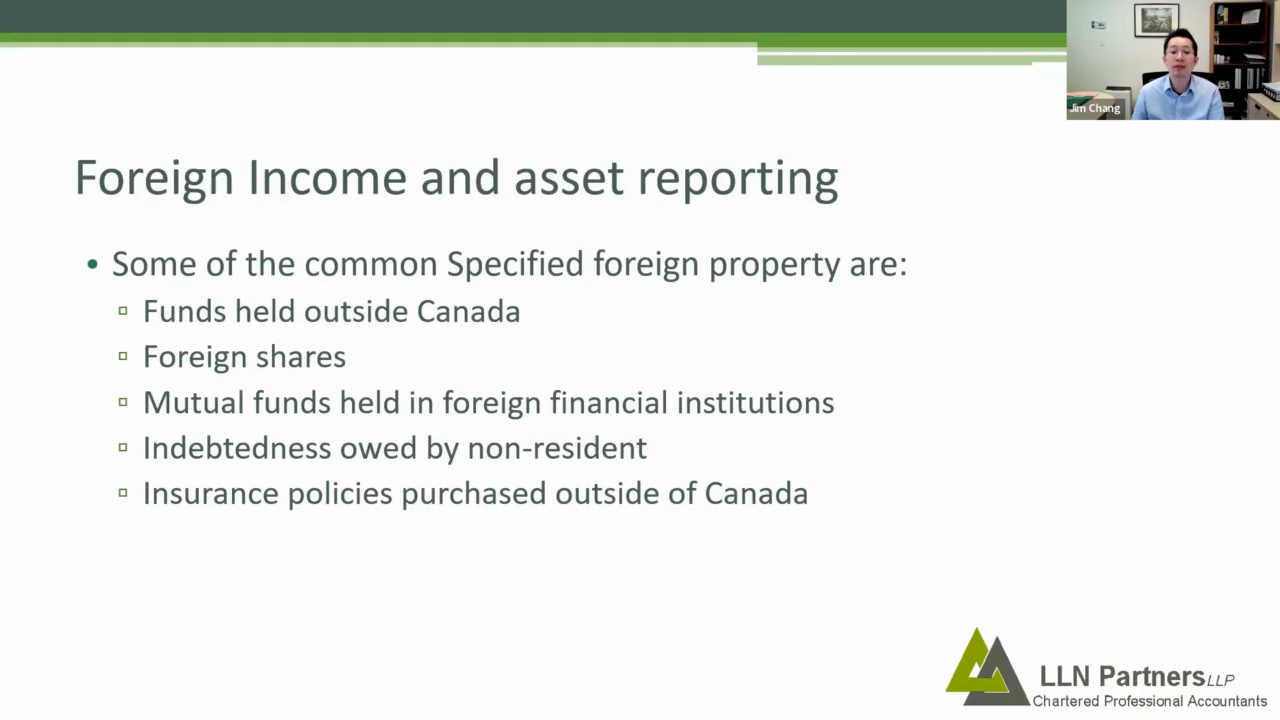 Jim Chang
Foreign Income and asset reporting
• Some of the common Specified foreign property are:
▫ Funds held outside Canada
▫ Foreign shares
▫ Mutual funds held in foreign financial institutions
▫ Indebtedness owed by non-resident
▫ Insurance policies purchased outside of Canada
LLN Partners LLP
Chartered Professional Accountants